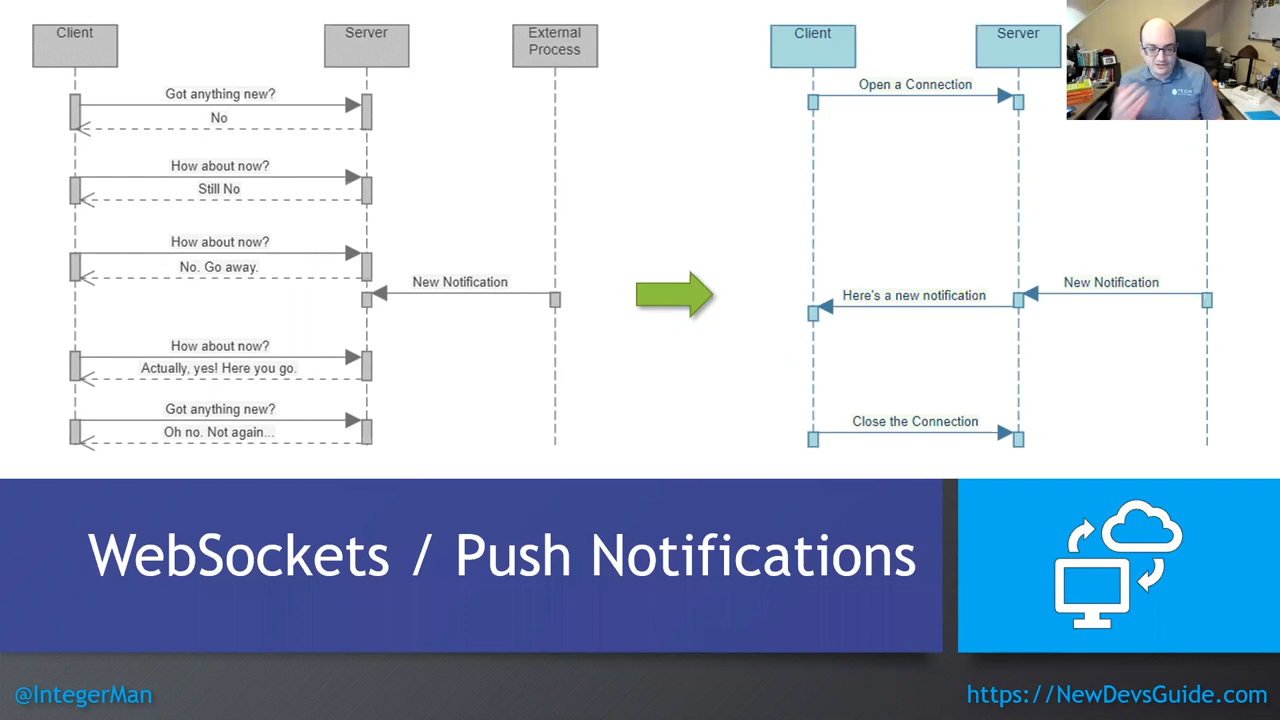 Client
Server
External
Process
Got anything new?
No
How about now?
Still No
How about now?
No. Go away.
New Notification
How about now?
Actually, yes! Here you go.
Got anything new?
Oh no. Not again...
Client
Server
Open a Connection
New Notification
Here's a new notification
Close the Connection
TECH
WebSockets / Push Notifications
@IntegerMan
https://NewDevsGuide.com